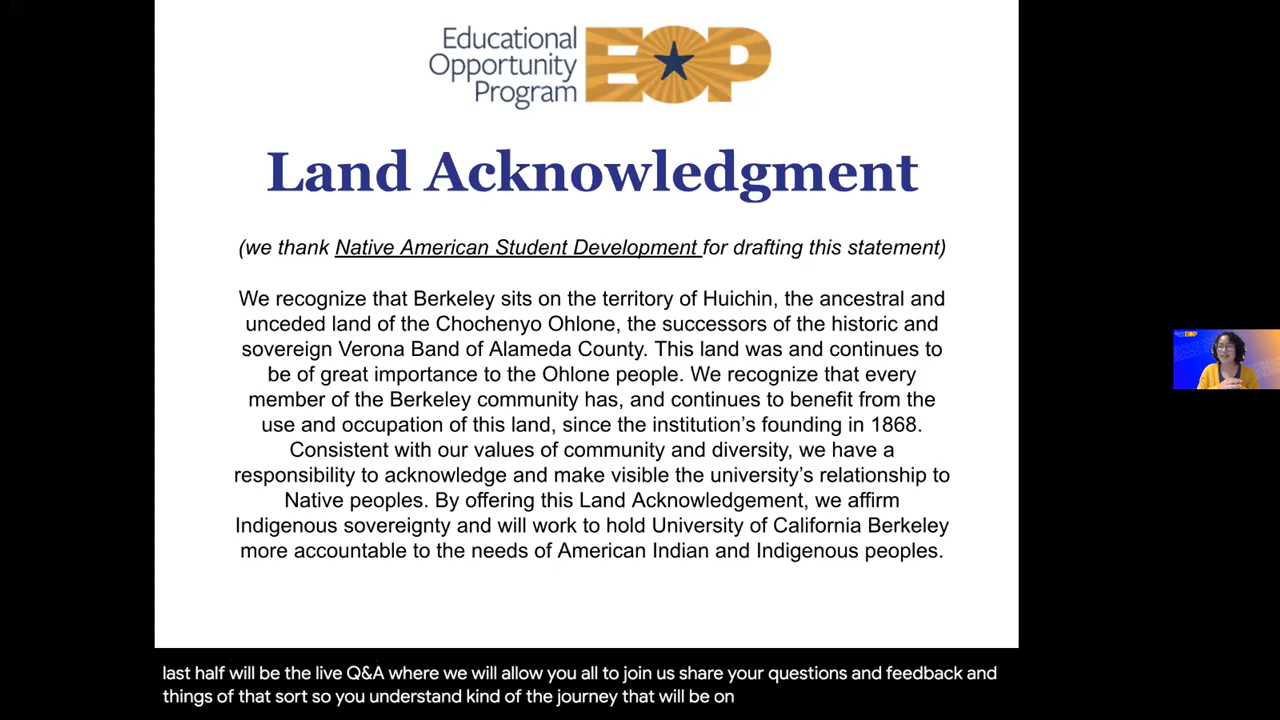 Educational
Opportunity
Program
EOP
Land Acknowledgment
(we thank Native American Student Development for drafting this statement)
We recognize that Berkeley sits on the territory of Huichin, the ancestral and
unceded land of the Chochenyo Ohlone, the successors of the historic and
sovereign Verona Band of Alameda County. This land was and continues to
be of great importance to the Ohlone people. We recognize that every
member of the Berkeley community has, and continues to benefit from the
use and occupation of this land, since the institution’s founding in 1868.
Consistent with our values of community and diversity, we have a
responsibility to acknowledge and make visible the university’s relationship to
Native peoples. By offering this Land Acknowledgement, we affirm
Indigenous sovereignty and will work to hold University of California Berkeley
more accountable to the needs of American Indian and Indigenous peoples.
EOP
last half will be the live Q&A where we will allow you all to join us share your questions and feedback and
things of that sort so you understand kind of the journey that will be on